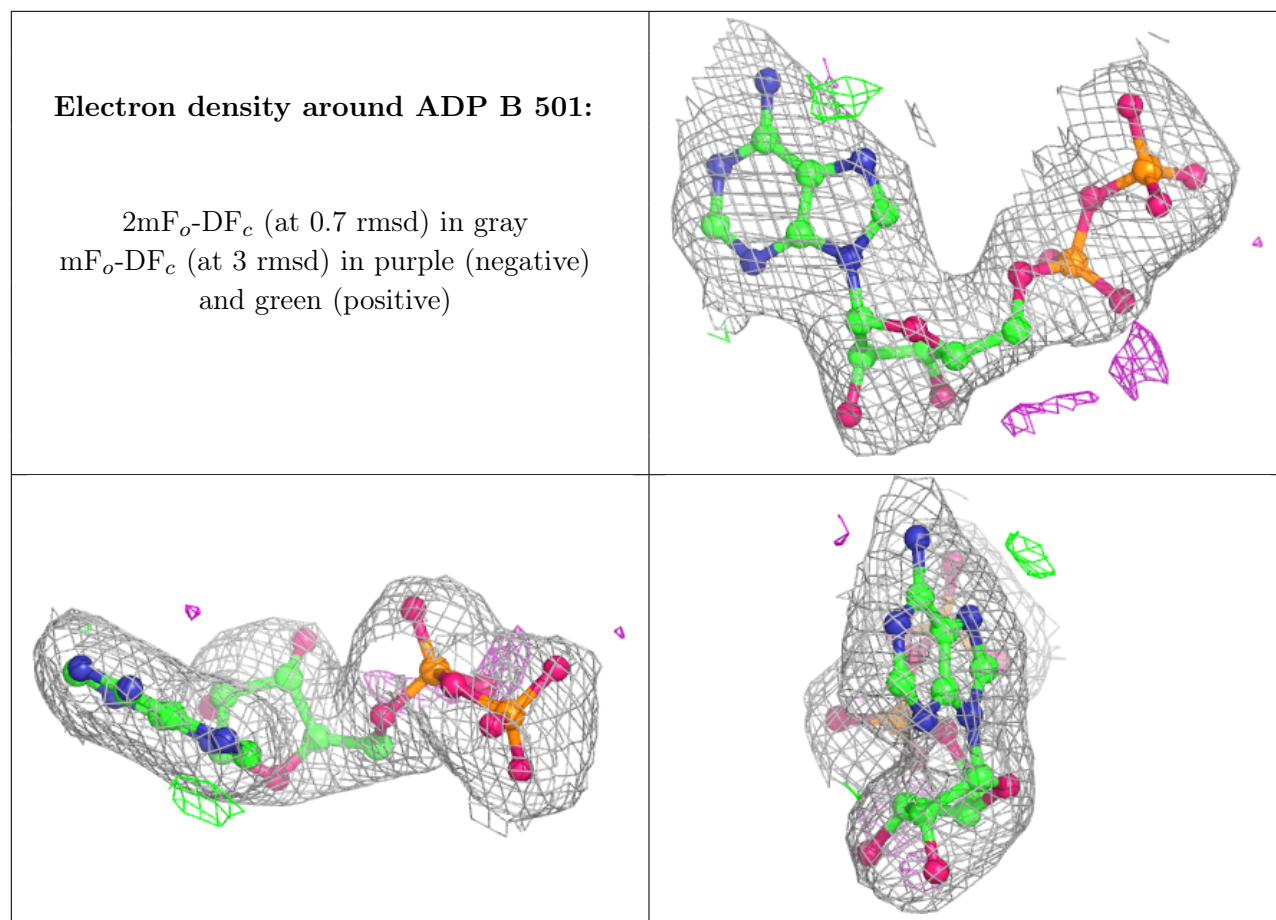 Electron density around ADP B 501:
2mFₒ-DF𝑐 (at 0.7 rmsd) in gray
mFₒ-DF𝑐 (at 3 rmsd) in purple (negative)
and green (positive)